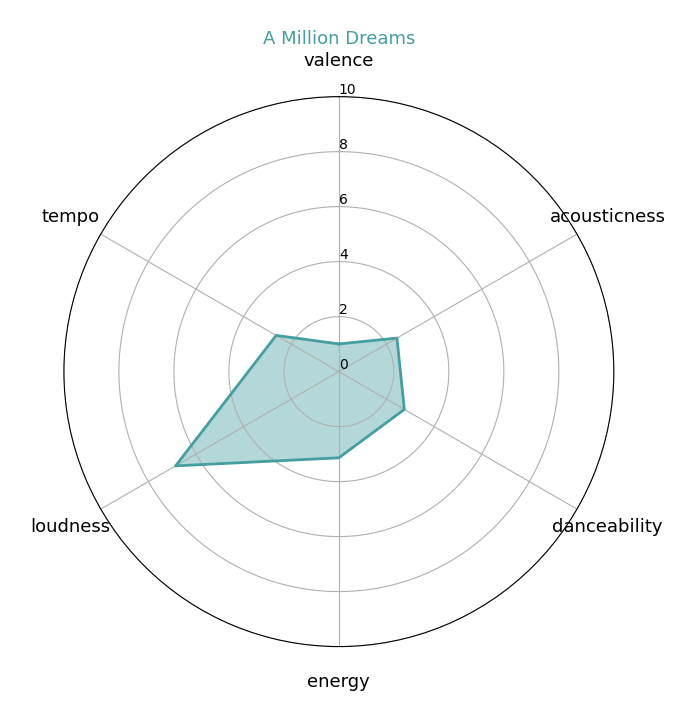 A Million Dreams
valence
10
8
6
4
2
0
tempo
acousticness
loudness
danceability
energy